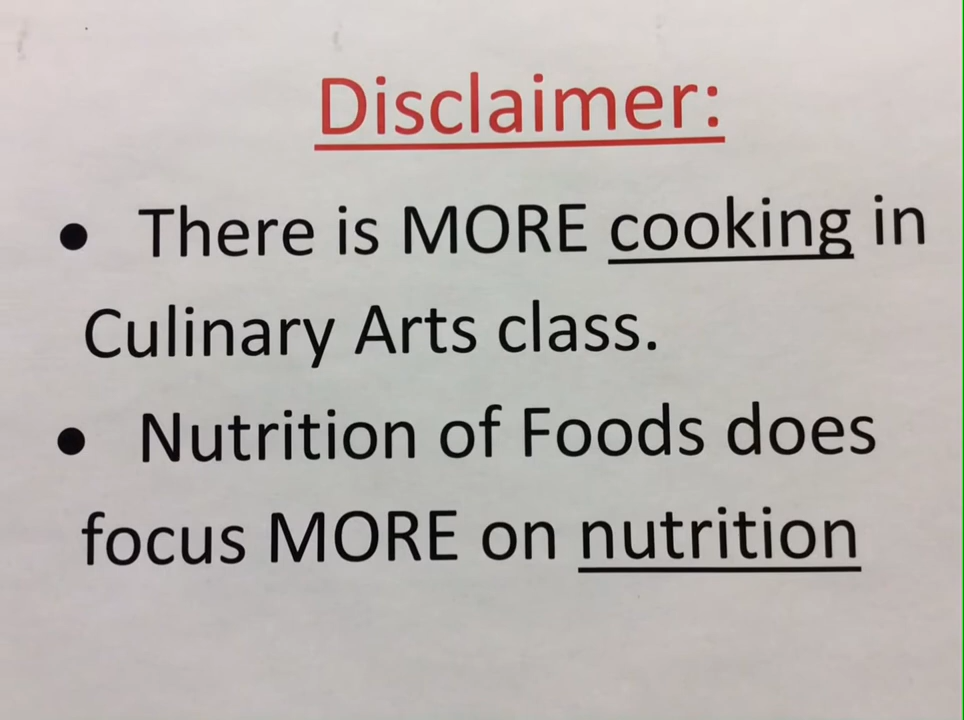 Disclaimer:
• There is MORE cooking in
Culinary Arts class.
• Nutrition of Foods does
focus MORE on nutrition